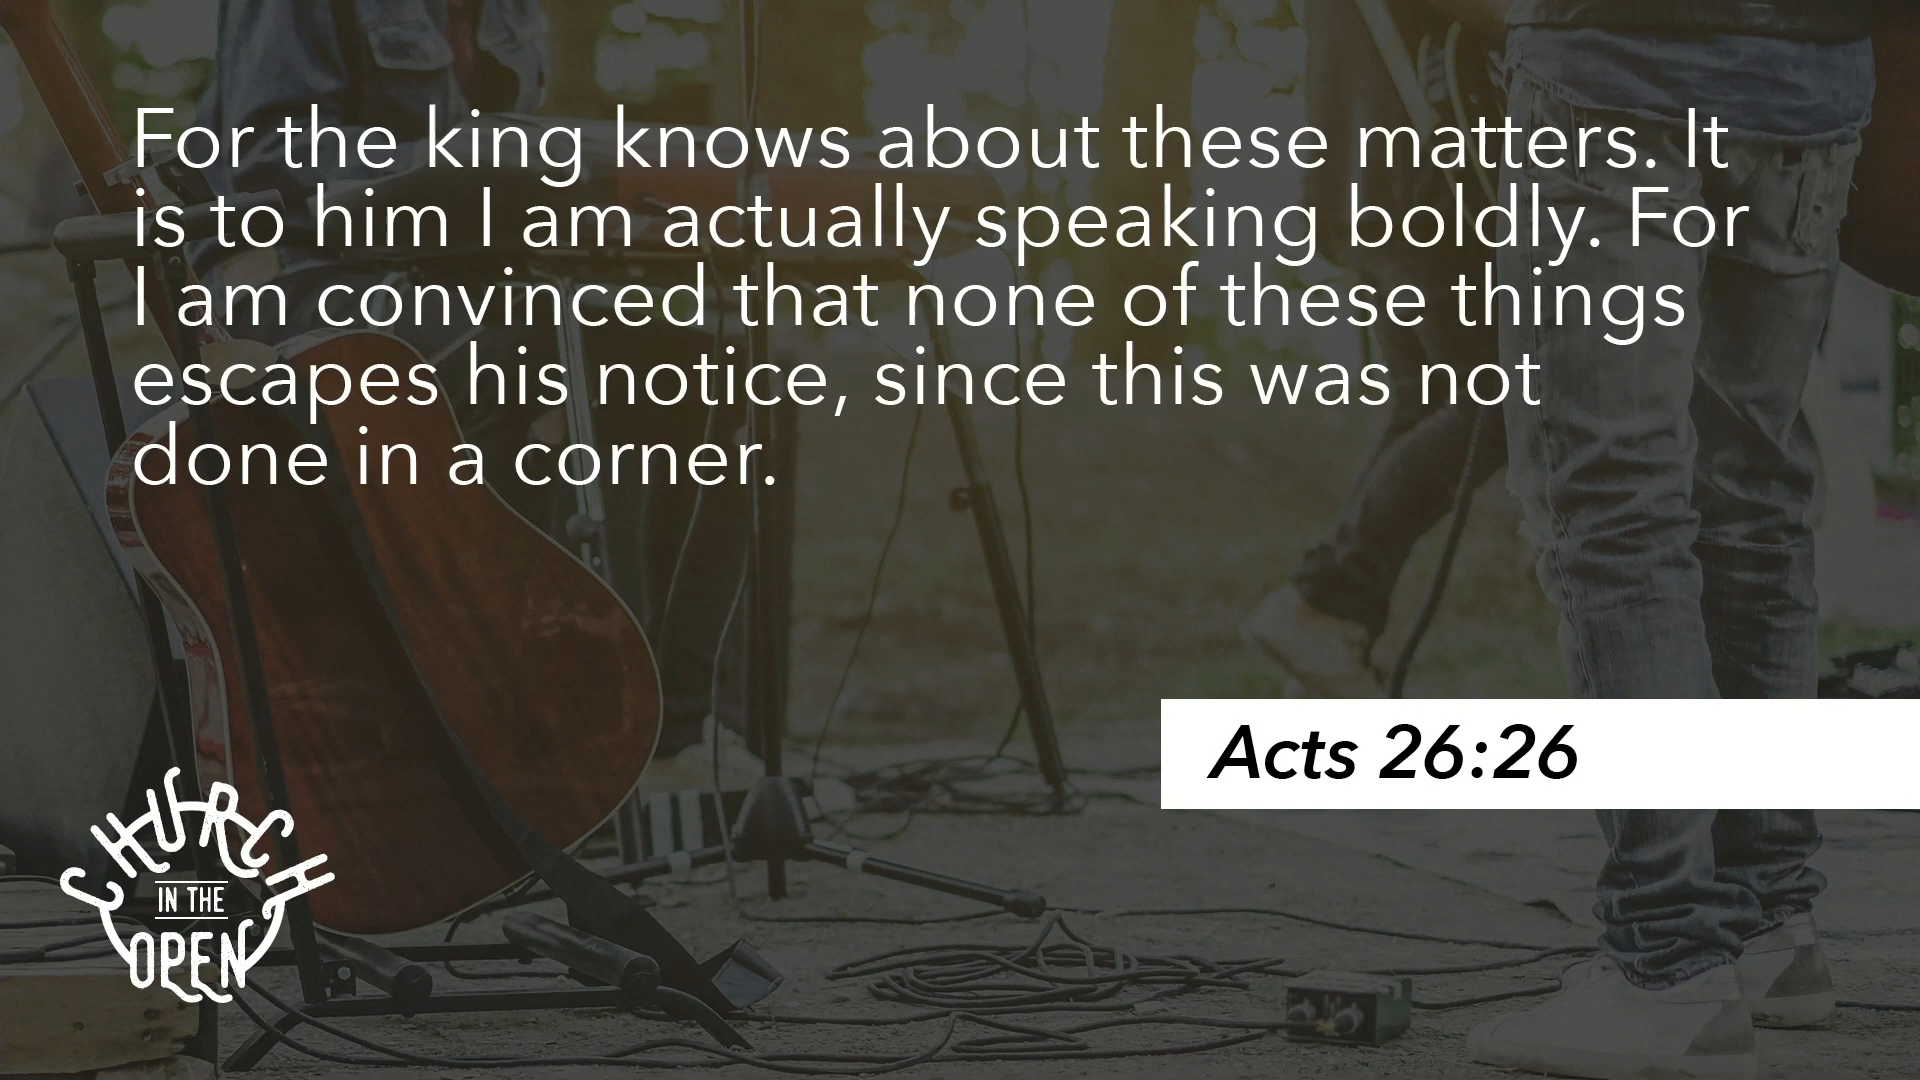 For the king knows about these matters. It
is to him I am actually speaking boldly. For
I am convinced that none of these things
escapes his notice, since this was not
done in a corner.
Acts 26:26
CHURCH
IN THE
OPEN